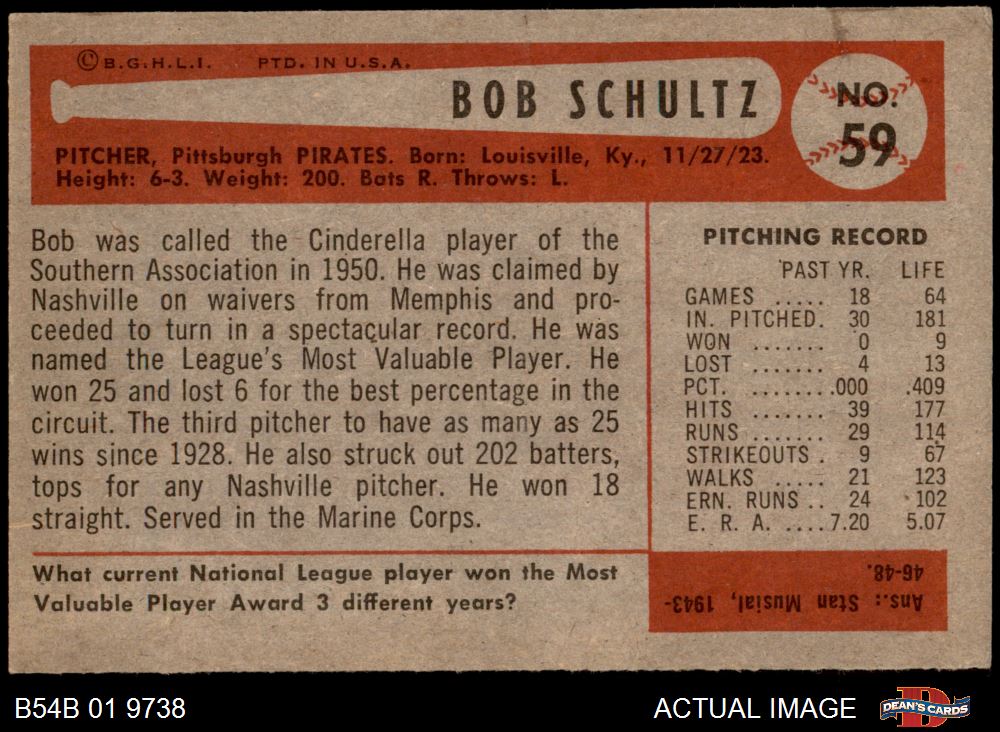 © B.G.H.L.I. PTD. IN U.S.A.
BOB SCHULTZ
NO. 59
PITCHER, Pittsburgh PIRATES. Born: Louisville, Ky., 11/27/23.
Height: 6-3. Weight: 200. Bats R. Throws: L.
Bob was called the Cinderella player of the
Southern Association in 1950. He was claimed by
Nashville on waivers from Memphis and pro-
ceeded to turn in a spectacular record. He was
named the League's Most Valuable Player. He
won 25 and lost 6 for the best percentage in the
circuit. The third pitcher to have as many as 25
wins since 1928. He also struck out 202 batters,
tops for any Nashville pitcher. He won 18
straight. Served in the Marine Corps.
PITCHING RECORD
PAST YR. LIFE
GAMES ..... 18 64
IN. PITCHED. 30 181
WON ....... 0 9
LOST ....... 4 13
PCT. ........000 .409
HITS ....... 39 177
RUNS ....... 29 114
STRIKEOUTS . 9 67
WALKS ..... 21 123
ERN. RUNS .. 24 102
E. R. A. ....7.20 5.07
What current National League player won the Most
Valuable Player Award 3 different years?
Ans.: Stan Musial, 1943-
46-48.
B54B 01 9738
ACTUAL IMAGE
DEAN'S CARDS